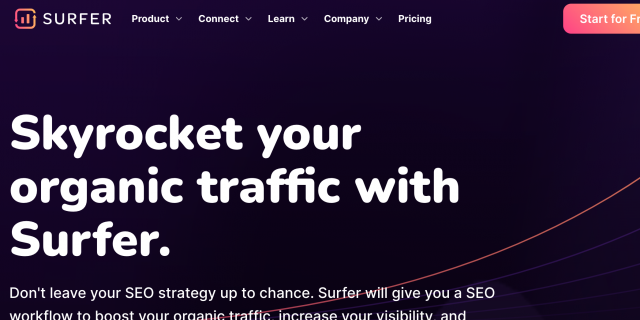 SURFER Product Connect Learn Company Pricing Start for Fr
Skyrocket your
organic traffic with
Surfer.
Don't leave your SEO strategy up to chance. Surfer will give you a SEO
workflow to boost your organic traffic, increase your visibility, and